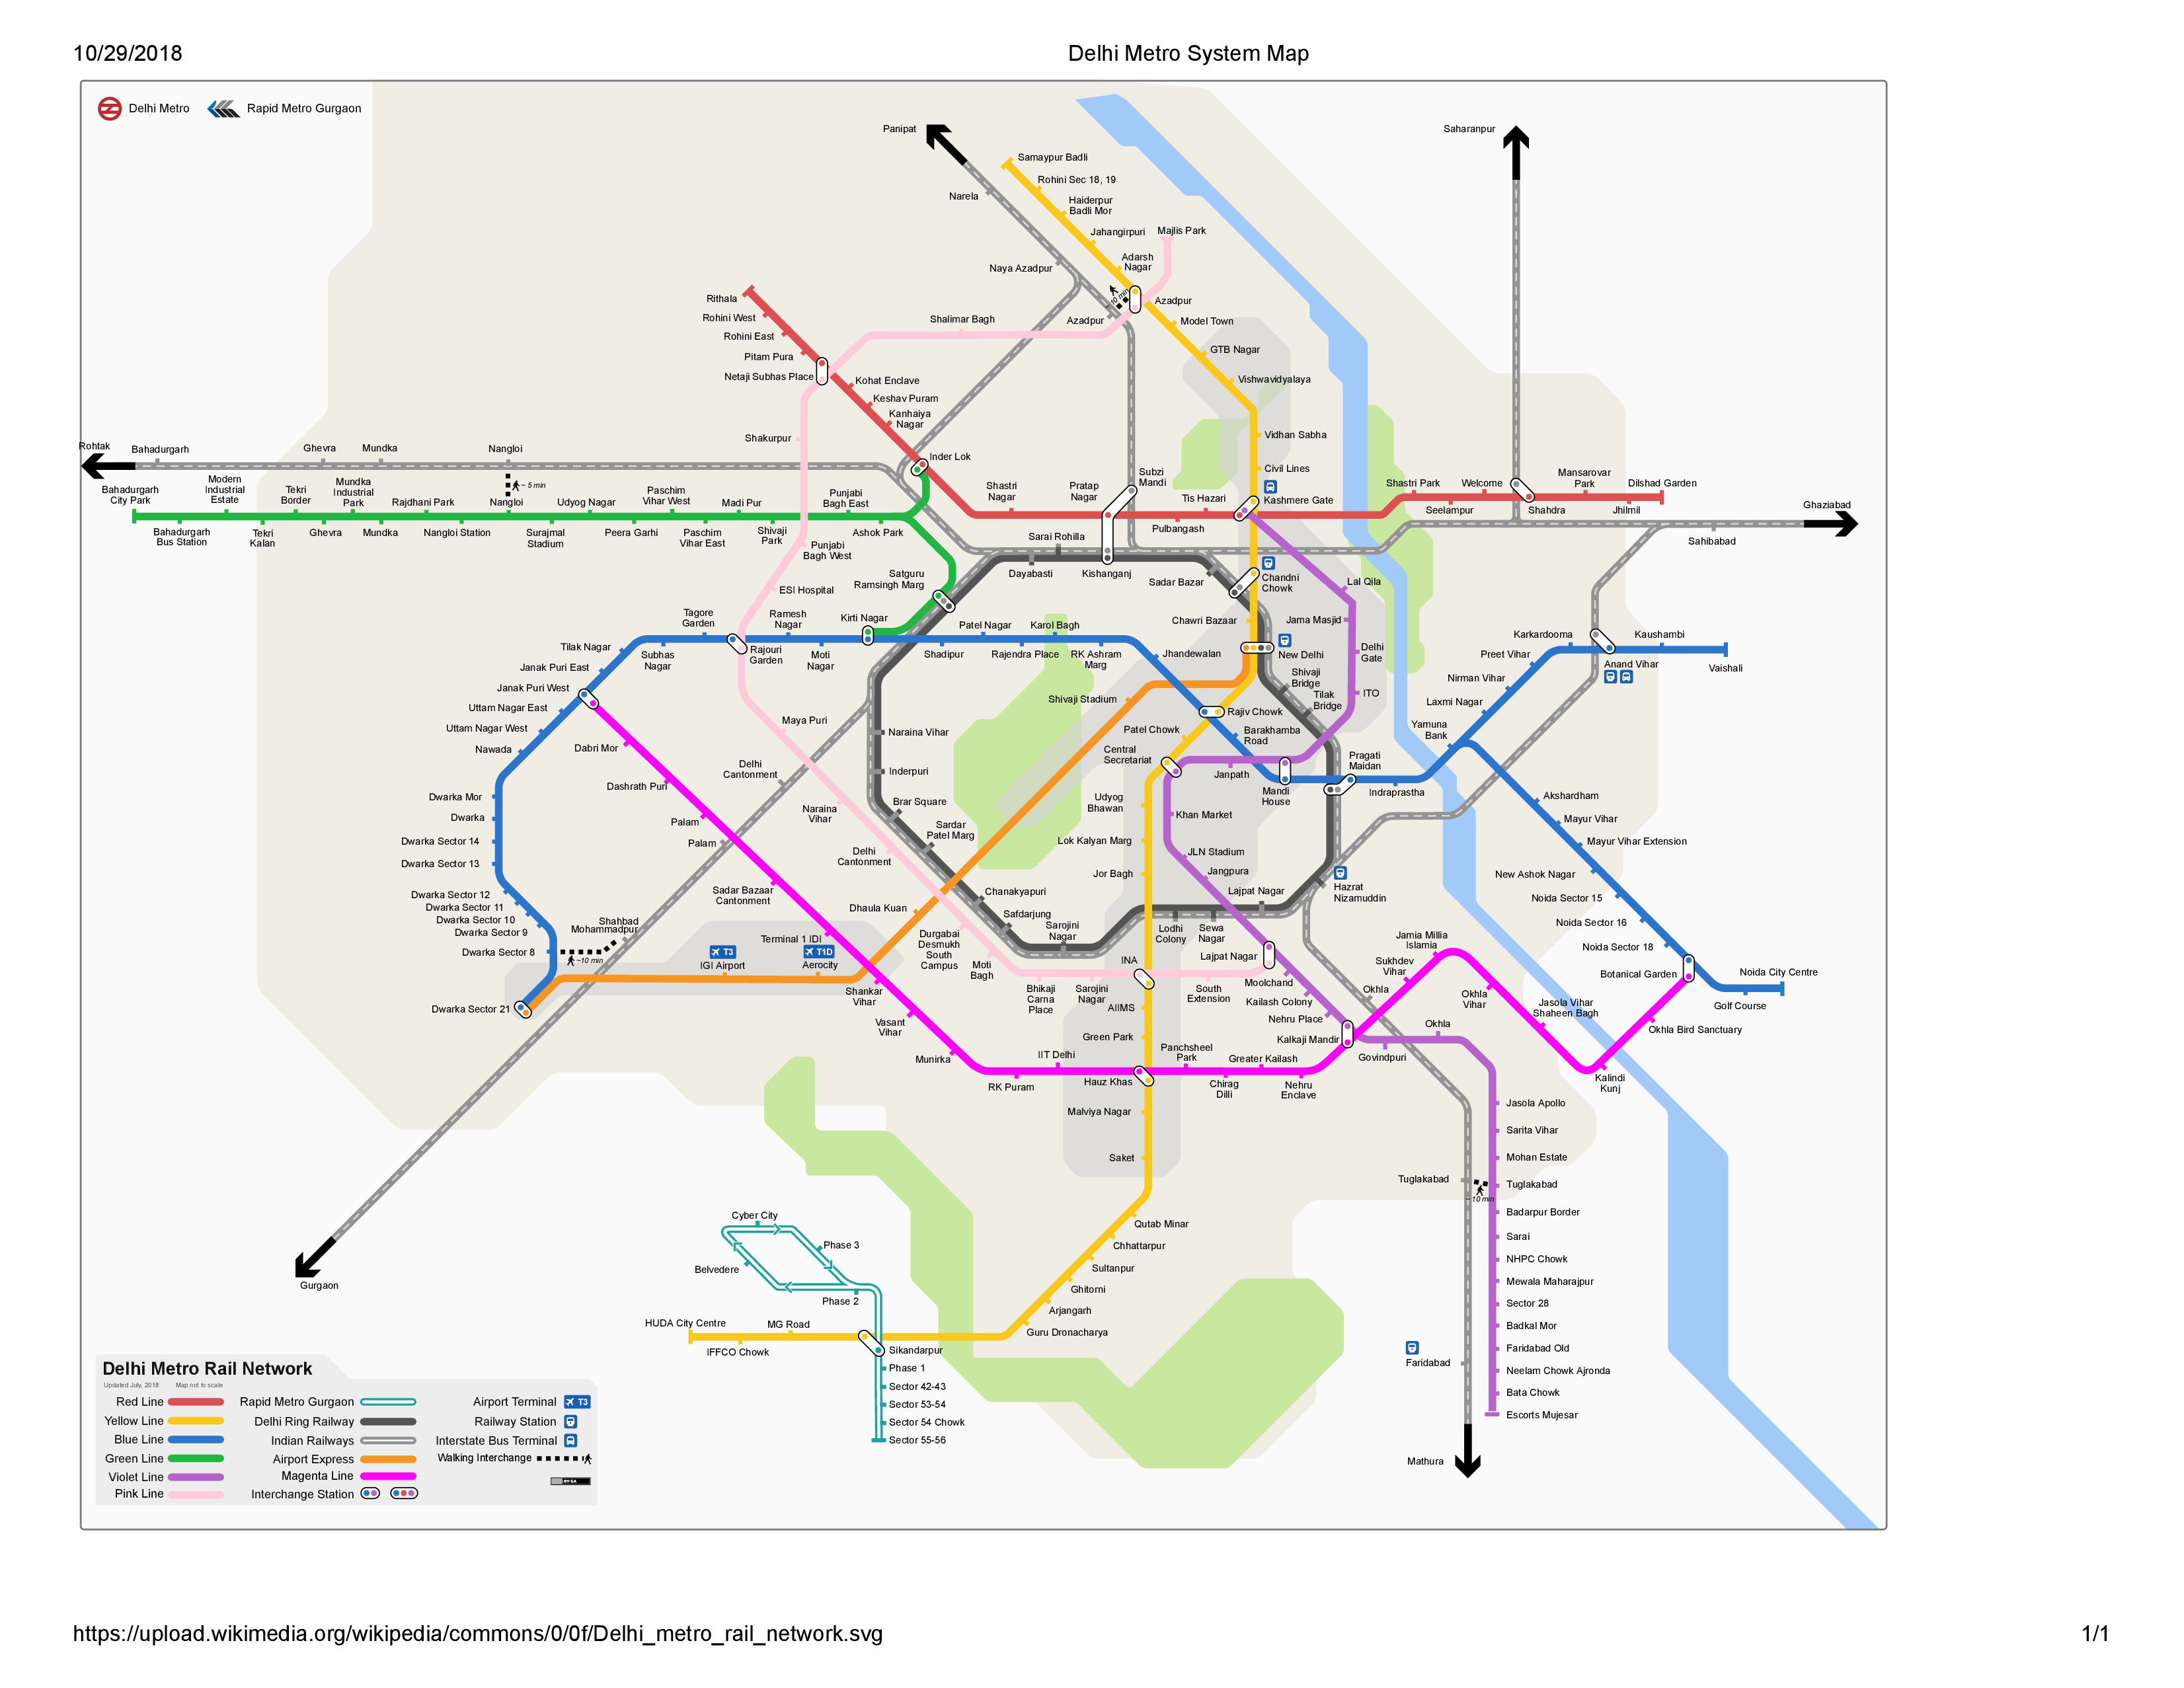 10/29/2018
Delhi Metro System Map
Delhi Metro
Rapid Metro Gurgaon
Panipat
Saharanpur
Samaypur Badli
Rohini Sec 18, 19
Narela
Haiderpur
Badli Mor
Jahangirpuri
Majlis Park
Adarsh
Nagar
Naya Azadpur
10 min
Azadpur
Azadpur
Model Town
GTB Nagar
Vishwavidyalaya
Vidhan Sabha
Civil Lines
Kashmere Gate
Rithala
Rohini West
Rohini East
Pitam Pura
Netaji Subhas Place
Shalimar Bagh
Kohat Enclave
Keshav Puram
Kanhaiya
Nagar
Shakurpur
Inder Lok
Rohtak
Bahadurgarh
Ghevra
Mundka
Nangloi
~ 5 min
Bahadurgarh
City Park
Modern
Industrial
Estate
Tekri
Border
Mundka
Industrial
Park
Rajdhani Park
Nangloi
Udyog Nagar
Paschim
Vihar West
Madi Pur
Punjabi
Bagh East
Bahadurgarh
Bus Station
Tekri
Kalan
Ghevra
Mundka
Nangloi Station
Surajmal
Stadium
Peera Garhi
Paschim
Vihar East
Shivaji
Park
Ashok Park
Punjabi
Bagh West
Shastri
Nagar
Pratap
Nagar
Subzi
Mandi
Tis Hazari
Pulbangash
Shastri Park
Welcome
Seelampur
Shahdra
Mansarovar
Park
Jhilmil
Dilshad Garden
Ghaziabad
Sahibabad
Sarai Rohilla
Dayabasti
Kishanganj
Sadar Bazar
Chandni
Chowk
Lal Qila
Satguru
Ramsingh Marg
ESI Hospital
Tagore
Garden
Ramesh
Nagar
Kirti Nagar
Patel Nagar
Karol Bagh
Chawri Bazaar
Jama Masjid
Tilak Nagar
Subhas
Nagar
Rajouri
Garden
Moti
Nagar
Shadipur
Rajendra Place
RK Ashram
Marg
Jhandewalan
New Delhi
Delhi
Gate
Janak Puri East
Janak Puri West
Uttam Nagar East
Uttam Nagar West
Nawada
Shivaji Stadium
Shivaji
Bridge
Tilak
Bridge
ITO
Rajiv Chowk
Patel Chowk
Barakhamba
Road
Central
Secretariat
Janpath
Mandi
House
Pragati
Maidan
Indraprastha
Karkardooma
Kaushambi
Preet Vihar
Anand Vihar
Vaishali
Nirman Vihar
Laxmi Nagar
Yamuna
Bank
Akshardham
Mayur Vihar
Mayur Vihar Extension
New Ashok Nagar
Noida Sector 15
Noida Sector 16
Noida Sector 18
Botanical Garden
Noida City Centre
Golf Course
Dabri Mor
Dashrath Puri
Palam
Palam
Maya Puri
Delhi
Cantonment
Naraina
Vihar
Delhi
Cantonment
Naraina Vihar
Inderpuri
Brar Square
Sardar
Patel Marg
Chanakyapuri
Safdarjung
Sarojini
Nagar
Dwarka Mor
Dwarka
Dwarka Sector 14
Dwarka Sector 13
Dwarka Sector 12
Dwarka Sector 11
Dwarka Sector 10
Dwarka Sector 9
Dwarka Sector 8
~10 min
Shahbad
Mohammadpur
Dwarka Sector 21
Sadar Bazaar
Cantonment
Dhaula Kuan
Terminal 1 IDI
T3
IGI Airport
T1D
Aerocity
Shankar
Vihar
Vasant
Vihar
Munirka
Durgabai
Desmukh
South
Campus
Moti
Bagh
Bhikaji
Carna
Place
Sarojini
Nagar
INA
South
Extension
Udyog
Bhawan
Lok Kalyan Marg
Jor Bagh
Khan Market
JLN Stadium
Jangpura
Lajpat Nagar
Hazrat
Nizamuddin
Lodhi
Colony
Sewa
Nagar
Lajpat Nagar
Moolchand
Kailash Colony
Nehru Place
Kalkaji Mandir
AIIMS
Green Park
RK Puram
IIT Delhi
Hauz Khas
Panchsheel
Park
Chirag
Dilli
Greater Kailash
Nehru
Enclave
Govindpuri
Okhla
Okhla
Sukhdev
Vihar
Jamia Millia
Islamia
Okhla
Vihar
Jasola Vihar
Shaheen Bagh
Kalindi
Kunj
Okhla Bird Sanctuary
Malviya Nagar
Saket
Qutab Minar
Chhattarpur
Sultanpur
Ghitorni
Arjangarh
Guru Dronacharya
Jasola Apollo
Sarita Vihar
Mohan Estate
Tuglakabad
~10 min
Tuglakabad
Badarpur Border
Sarai
NHPC Chowk
Mewala Maharajpur
Sector 28
Badkal Mor
Faridabad Old
Faridabad
Neelam Chowk Ajronda
Bata Chowk
Escorts Mujesar
Mathura
Gurgaon
Cyber City
Phase 3
Belvedere
Phase 2
HUDA City Centre
MG Road
IFFCO Chowk
Sikandarpur
Phase 1
Sector 42-43
Sector 53-54
Sector 54 Chowk
Sector 55-56
Delhi Metro Rail Network
Updated July, 2018
Map not to scale
Red Line
Rapid Metro Gurgaon
Airport Terminal
T3
Yellow Line
Delhi Ring Railway
Railway Station
Blue Line
Indian Railways
Interstate Bus Terminal
Green Line
Airport Express
Walking Interchange
Violet Line
Magenta Line
BY-SA
Pink Line
Interchange Station
https://upload.wikimedia.org/wikipedia/commons/0/0f/Delhi_metro_rail_network.svg
1/1